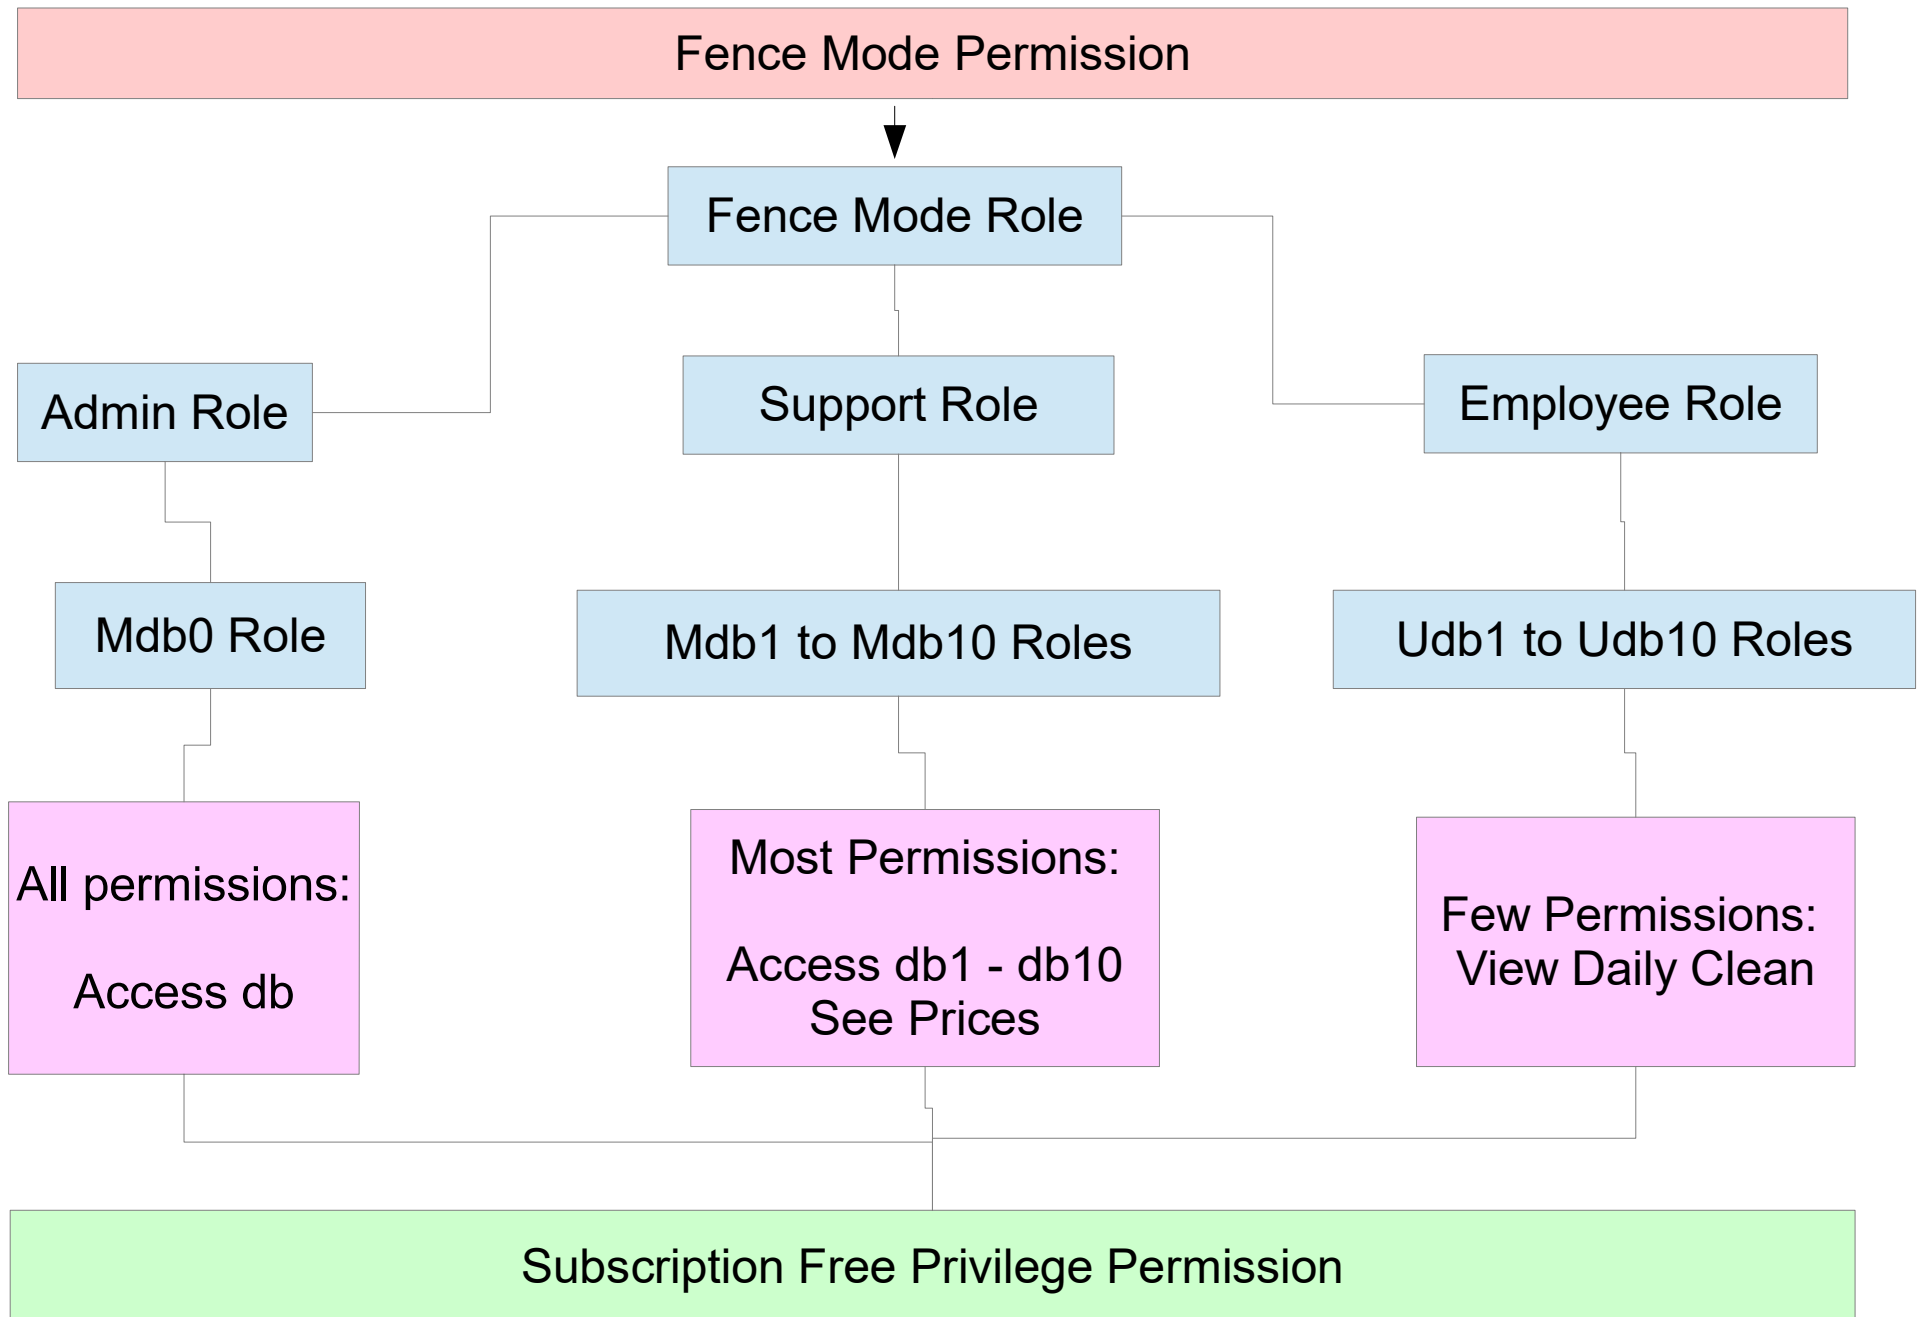 Fence Mode Permission
Fence Mode Role
Admin Role
Support Role
Employee Role
Mdb0 Role
Mdb1 to Mdb10 Roles
Udb1 to Udb10 Roles
All permissions:
Access db
Most Permissions:
Access db1 - db10
See Prices
Few Permissions:
View Daily Clean
Subscription Free Privilege Permission